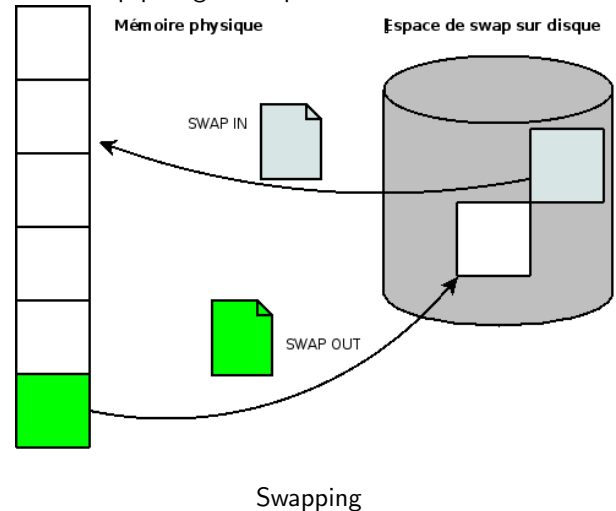 Mémoire physique
Espace de swap sur disque
SWAP IN
SWAP OUT
Swapping